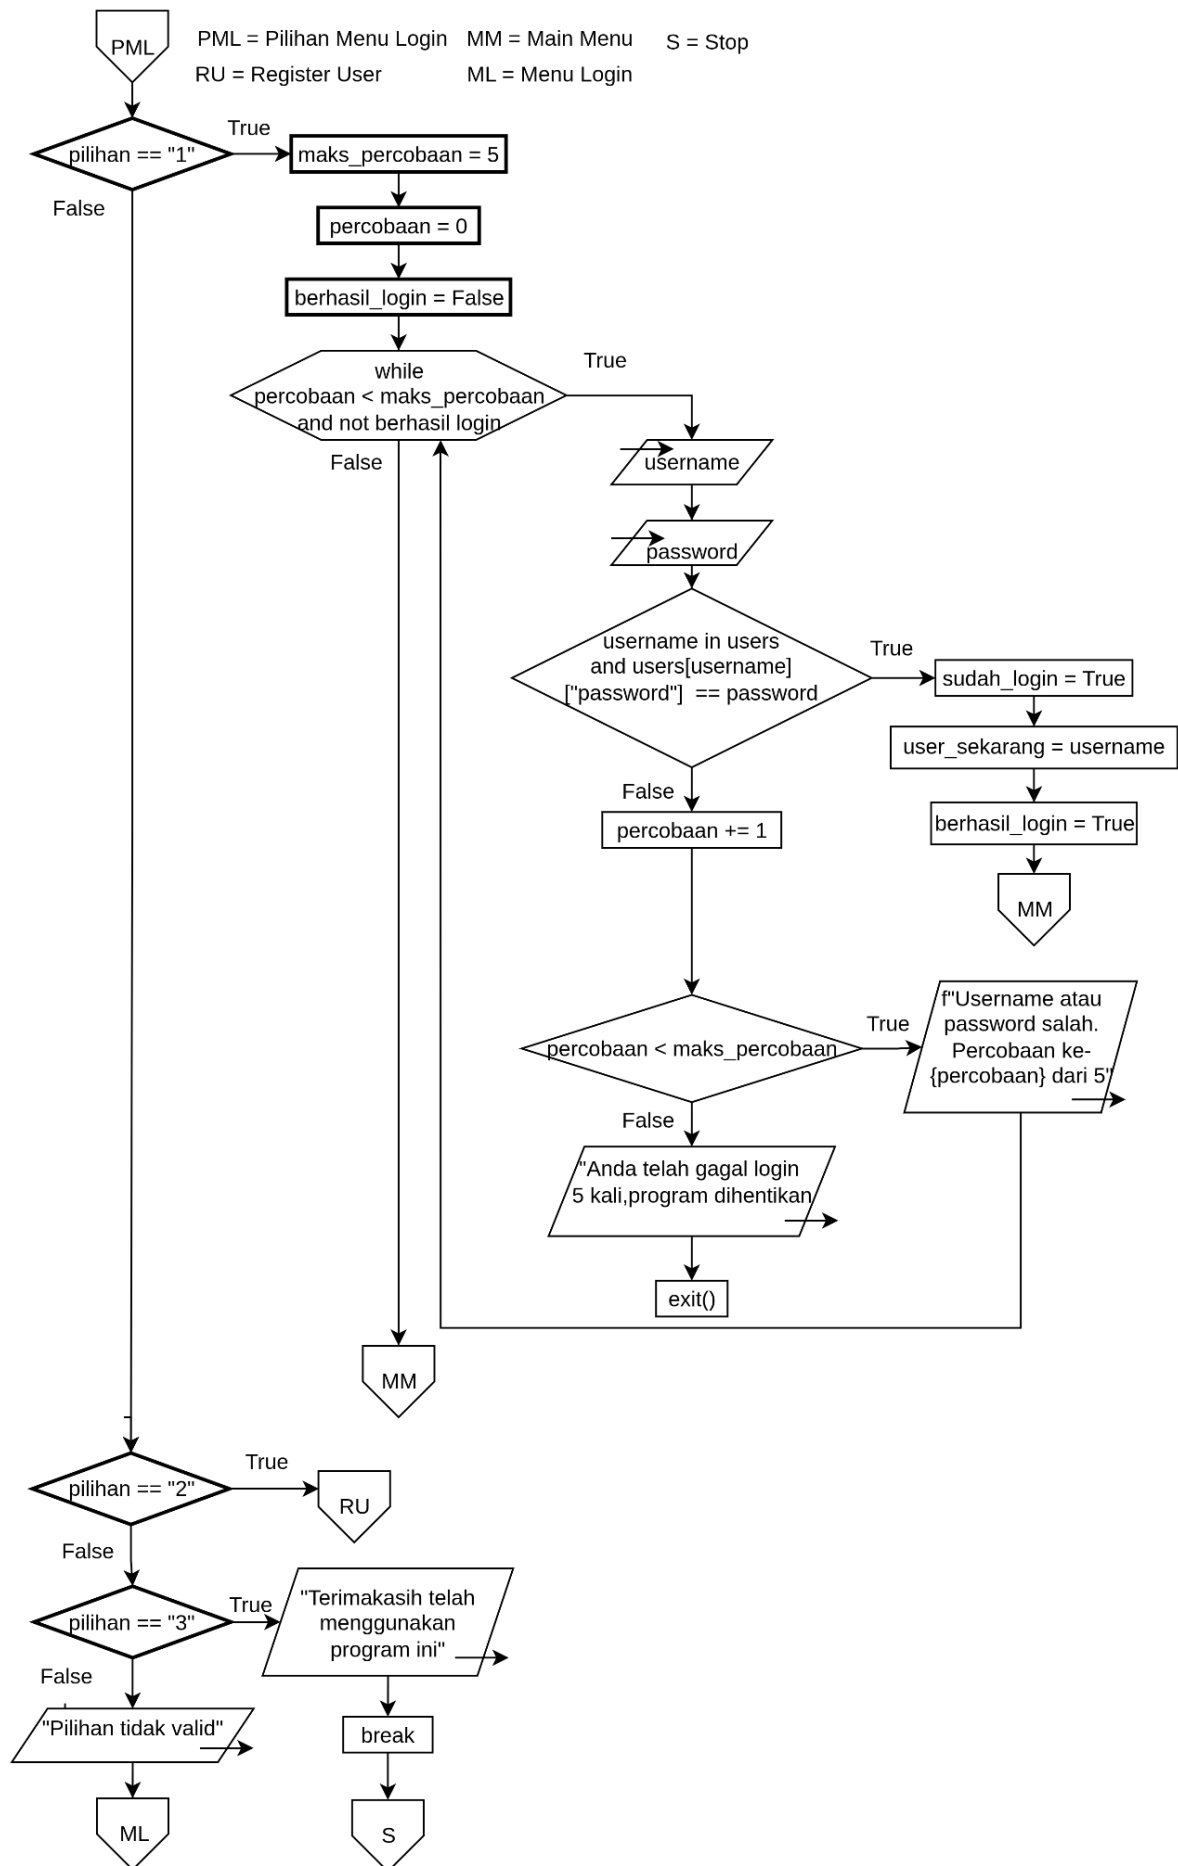 PML
PML = Pilihan Menu Login
MM = Main Menu
S = Stop
RU = Register User
ML = Menu Login
pilihan == "1"
True
False
maks_percobaan = 5
percobaan = 0
berhasil_login = False
while
percobaan < maks_percobaan
and not berhasil login
True
False
username
password
username in users
and users[username]
["password"] == password
True
sudah_login = True
user_sekarang = username
berhasil_login = True
MM
False
percobaan += 1
percobaan < maks_percobaan
True
f"Username atau
password salah.
Percobaan ke-
{percobaan} dari 5"
False
"Anda telah gagal login
5 kali,program dihentikan
exit()
MM
pilihan == "2"
True
RU
False
pilihan == "3"
True
"Terimakasih telah
menggunakan
program ini"
False
"Pilihan tidak valid"
break
ML
S